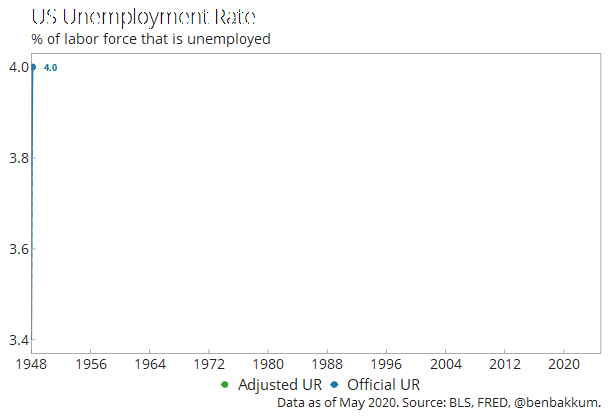 US Unemployment Rate
% of labor force that is unemployed
4.0
4.0
3.8
3.6
3.4
1948 1956 1964 1972 1980 1988 1996 2004 2012 2020
Adjusted UR Official UR
Data as of May 2020. Source: BLS, FRED, @benbakkum.